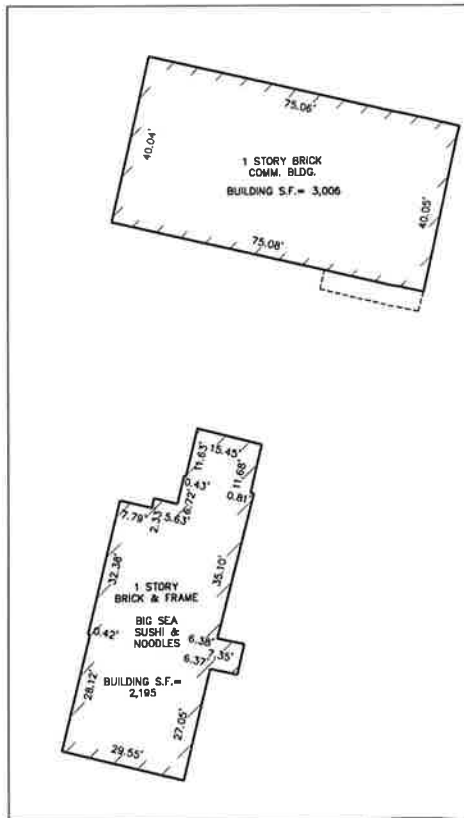 75.06'
40.04'
1 STORY BRICK
COMM. BLDG.
BUILDING S.F.= 3,006
40.05'
75.08'
15.45'
11.63'
11.68'
0.43'
0.81'
6.72'
7.79'
2.33'
5.63'
32.38'
35.10'
1 STORY
BRICK & FRAME
BIG SEA
SUSHI &
NOODLES
0.42'
6.38'
7.35'
6.37'
BUILDING S.F.=
2,195
28.12'
27.05'
29.55'